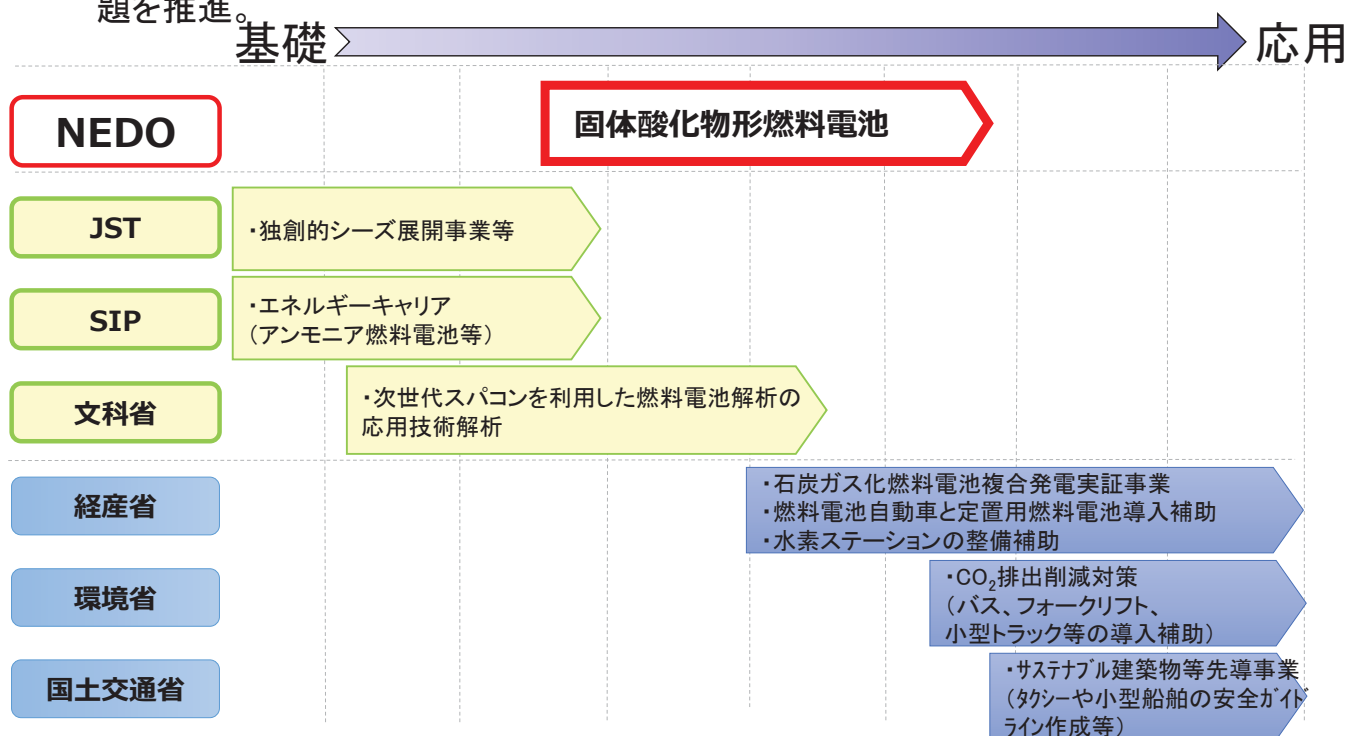 題を推進。
基礎
応用
NEDO
固体酸化物形燃料電池
JST
・独創的シーズ展開事業等
SIP
・エネルギーキャリア
(アンモニア燃料電池等)
文科省
・次世代スパコンを利用した燃料電池解析の
応用技術解析
経産省
・石炭ガス化燃料電池複合発電実証事業
・燃料電池自動車と定置用燃料電池導入補助
・水素ステーションの整備補助
環境省
・CO₂排出削減対策
(バス、フォークリフト、
小型トラック等の導入補助)
国土交通省
・サステナブル建築物等先導事業
(タクシーや小型船舶の安全ガイド
ライン作成等)